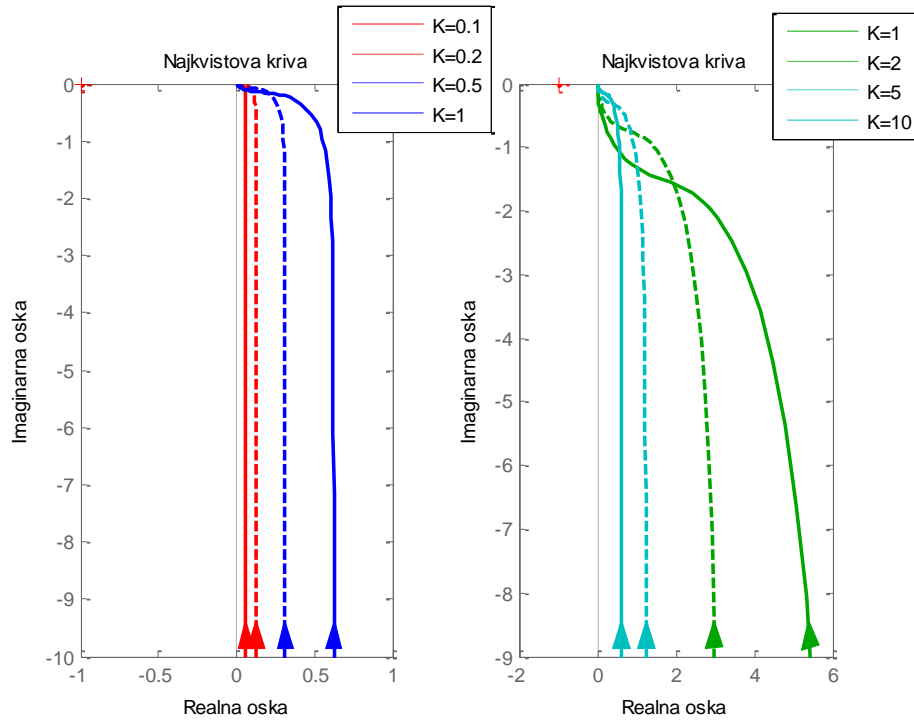 Najkvistova kriva
K=0.1
K=0.2
K=0.5
K=1
0
-1
-2
-3
-4
-5
-6
-7
-8
-9
-10
Imaginarna oska
-1
-0.5
0
0.5
1
Realna oska
Najkvistova kriva
K=1
K=2
K=5
K=10
0
-1
-2
-3
-4
-5
-6
-7
-8
-9
Imaginarna oska
-2
0
2
4
6
Realna oska